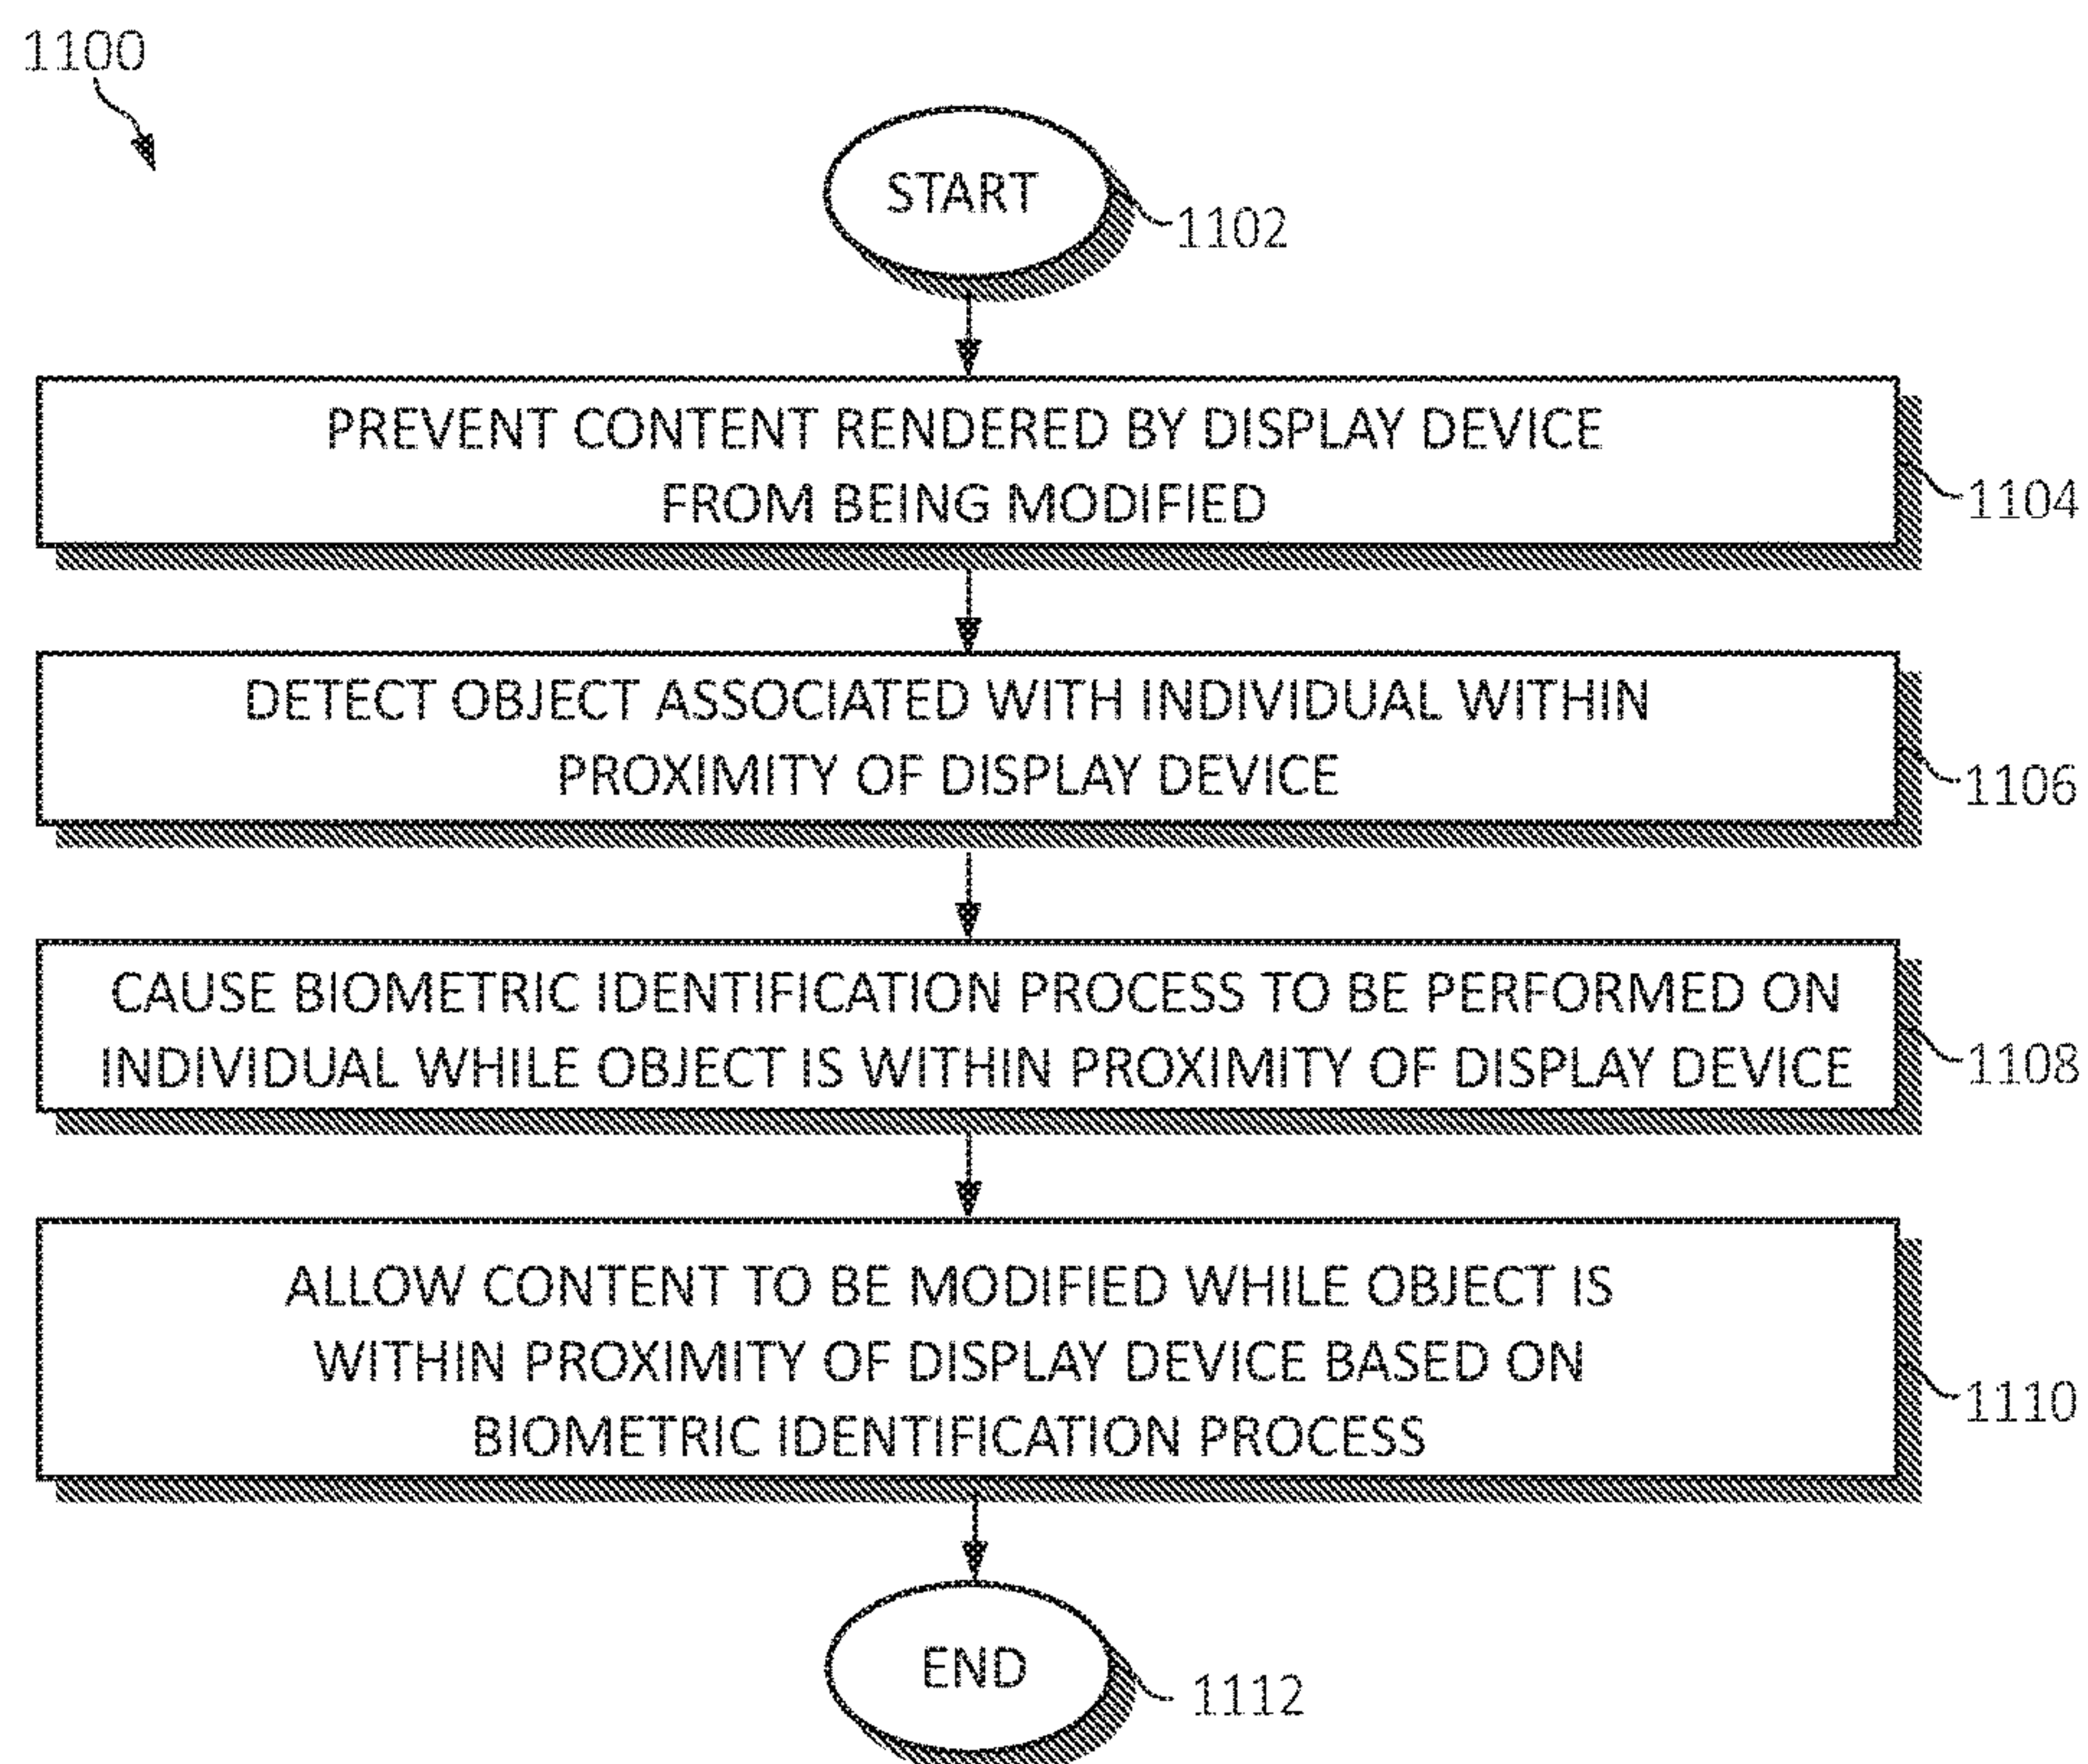 1100
START
1102
PREVENT CONTENT RENDERED BY DISPLAY DEVICE
FROM BEING MODIFIED
1104
DETECT OBJECT ASSOCIATED WITH INDIVIDUAL WITHIN
PROXIMITY OF DISPLAY DEVICE
1106
CAUSE BIOMETRIC IDENTIFICATION PROCESS TO BE PERFORMED ON
INDIVIDUAL WHILE OBJECT IS WITHIN PROXIMITY OF DISPLAY DEVICE
1108
ALLOW CONTENT TO BE MODIFIED WHILE OBJECT IS
WITHIN PROXIMITY OF DISPLAY DEVICE BASED ON
BIOMETRIC IDENTIFICATION PROCESS
1110
END
1112